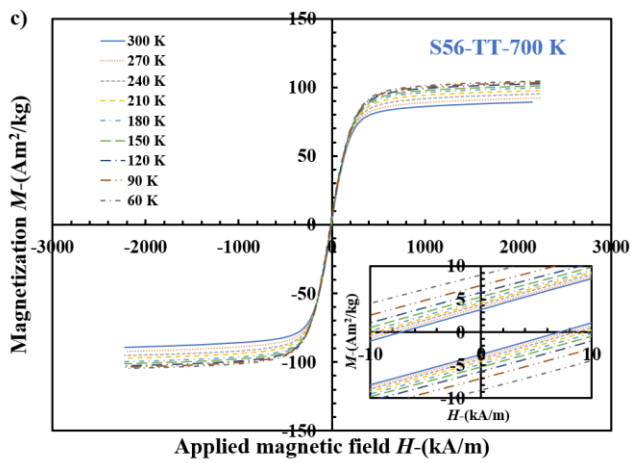 c)
S56-TT-700 K
300 K
270 K
240 K
210 K
180 K
150 K
120 K
90 K
60 K
Magnetization M-(Am²/kg)
150
100
50
0
-50
-100
-150
-3000 -2000 -1000 0 1000 2000 3000
Applied magnetic field H-(kA/m)
M-(Am²/kg)
10
5
0
-5
-10
-10 0 10
H-(kA/m)